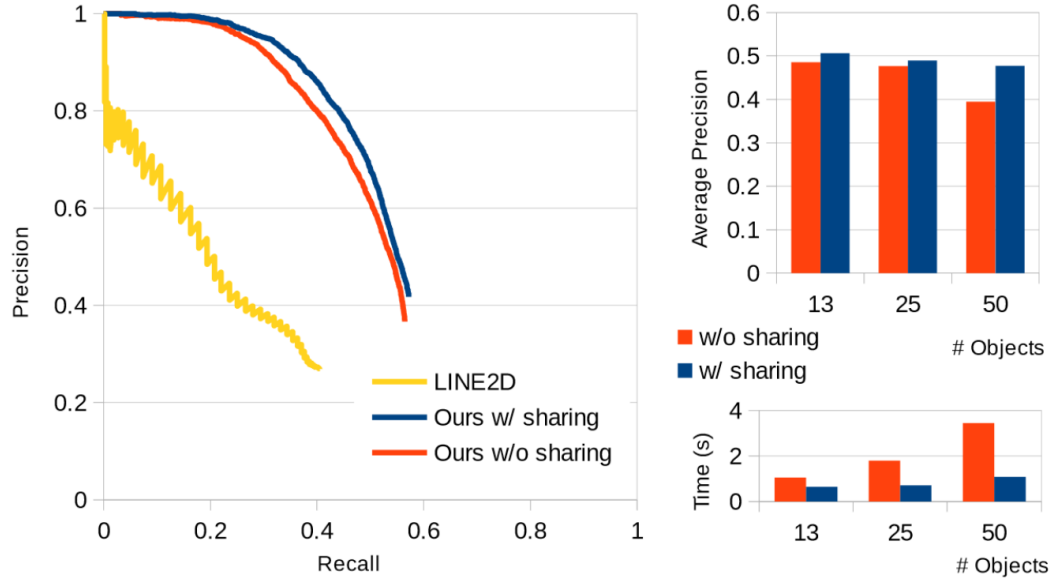 1
0.8
0.6
0.4
0.2
0
0 0.2 0.4 0.6 0.8 1
Precision
Recall
LINE2D
Ours w/ sharing
Ours w/o sharing
0.6
0.5
0.4
0.3
0.2
0.1
0
Average Precision
13 25 50
# Objects
w/o sharing
w/ sharing
4
2
0
Time (s)
13 25 50
# Objects